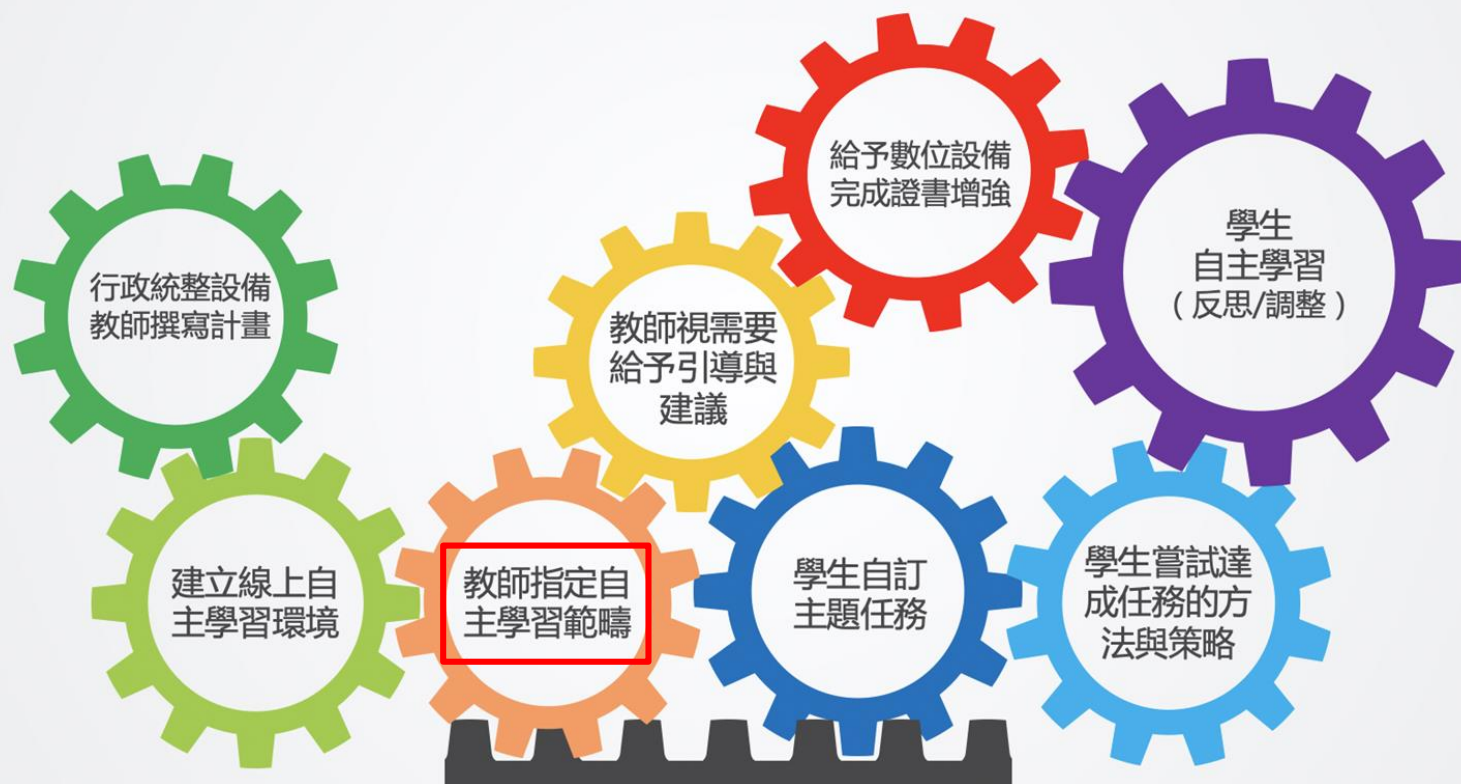 行政統整設備
教師撰寫計畫
建立線上自
主學習環境
教師指定自
主學習範疇
教師視需要
給予引導與
建議
學生自訂
主題任務
給予數位設備
完成證書增強
學生嘗試達
成任務的方
法與策略
學生
自主學習
（反思/調整）